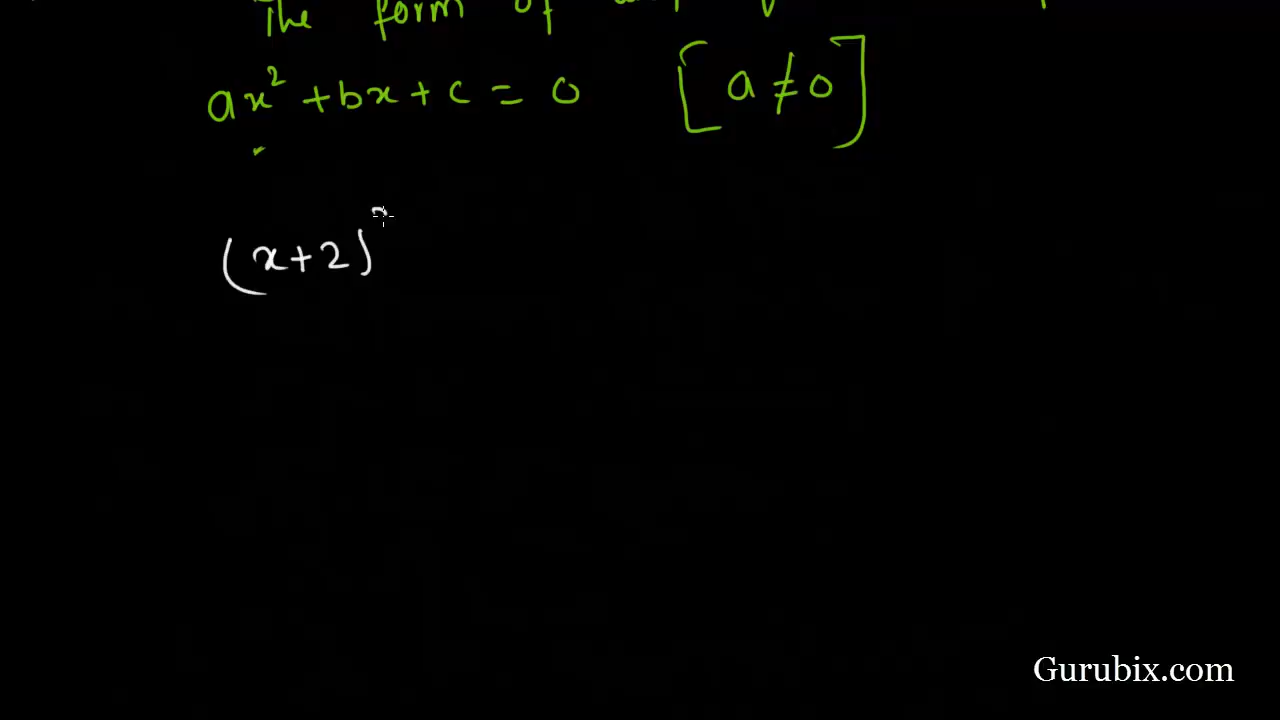 The form of
ax² + bx + c = 0 [a ≠ 0]
(x+2)
Gurubix.com